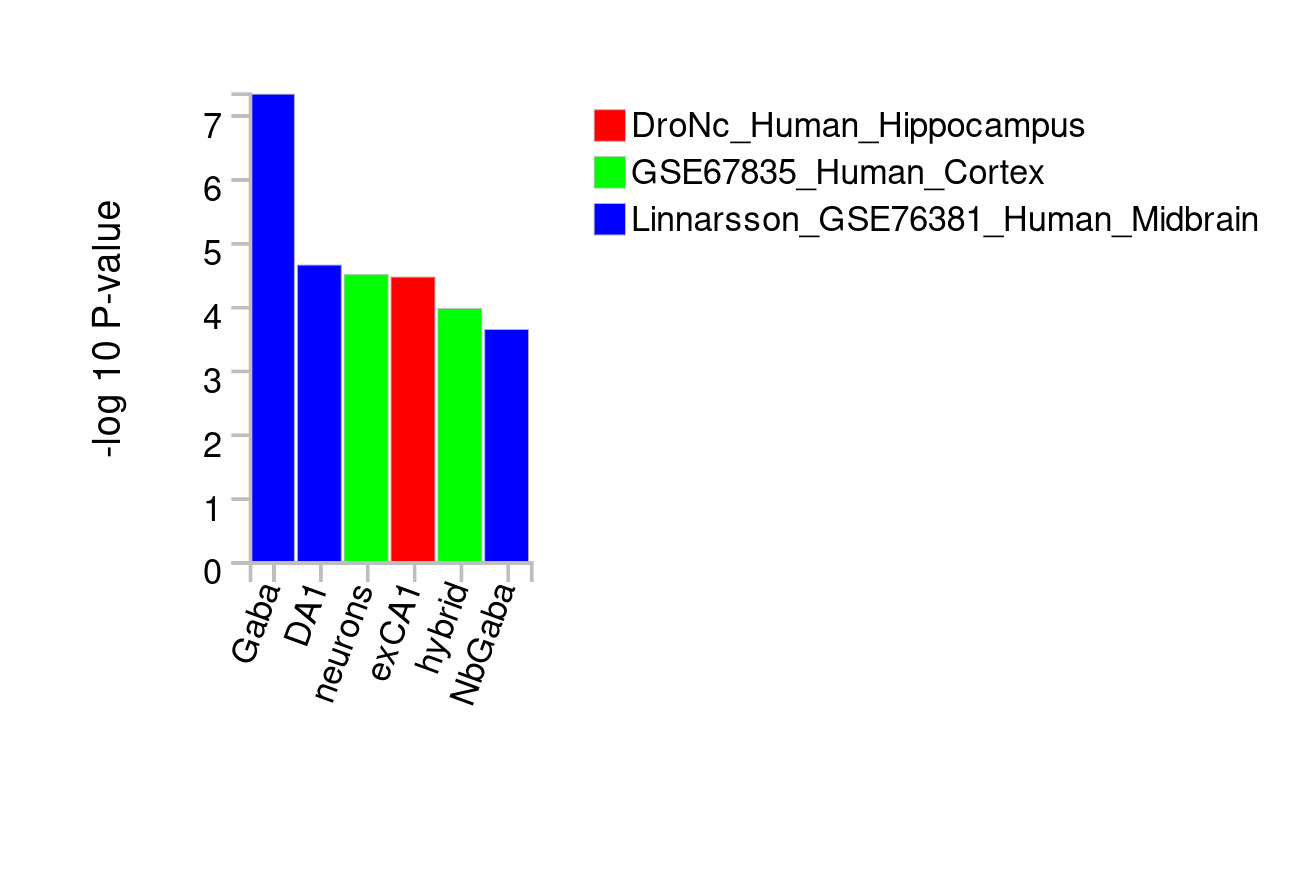 -log 10 P-value
7
6
5
4
3
2
1
0
Gaba
DA1
neurons
exCA1
hybrid
NbGaba
DroNc_Human_Hippocampus
GSE67835_Human_Cortex
Linnarsson_GSE76381_Human_Midbrain